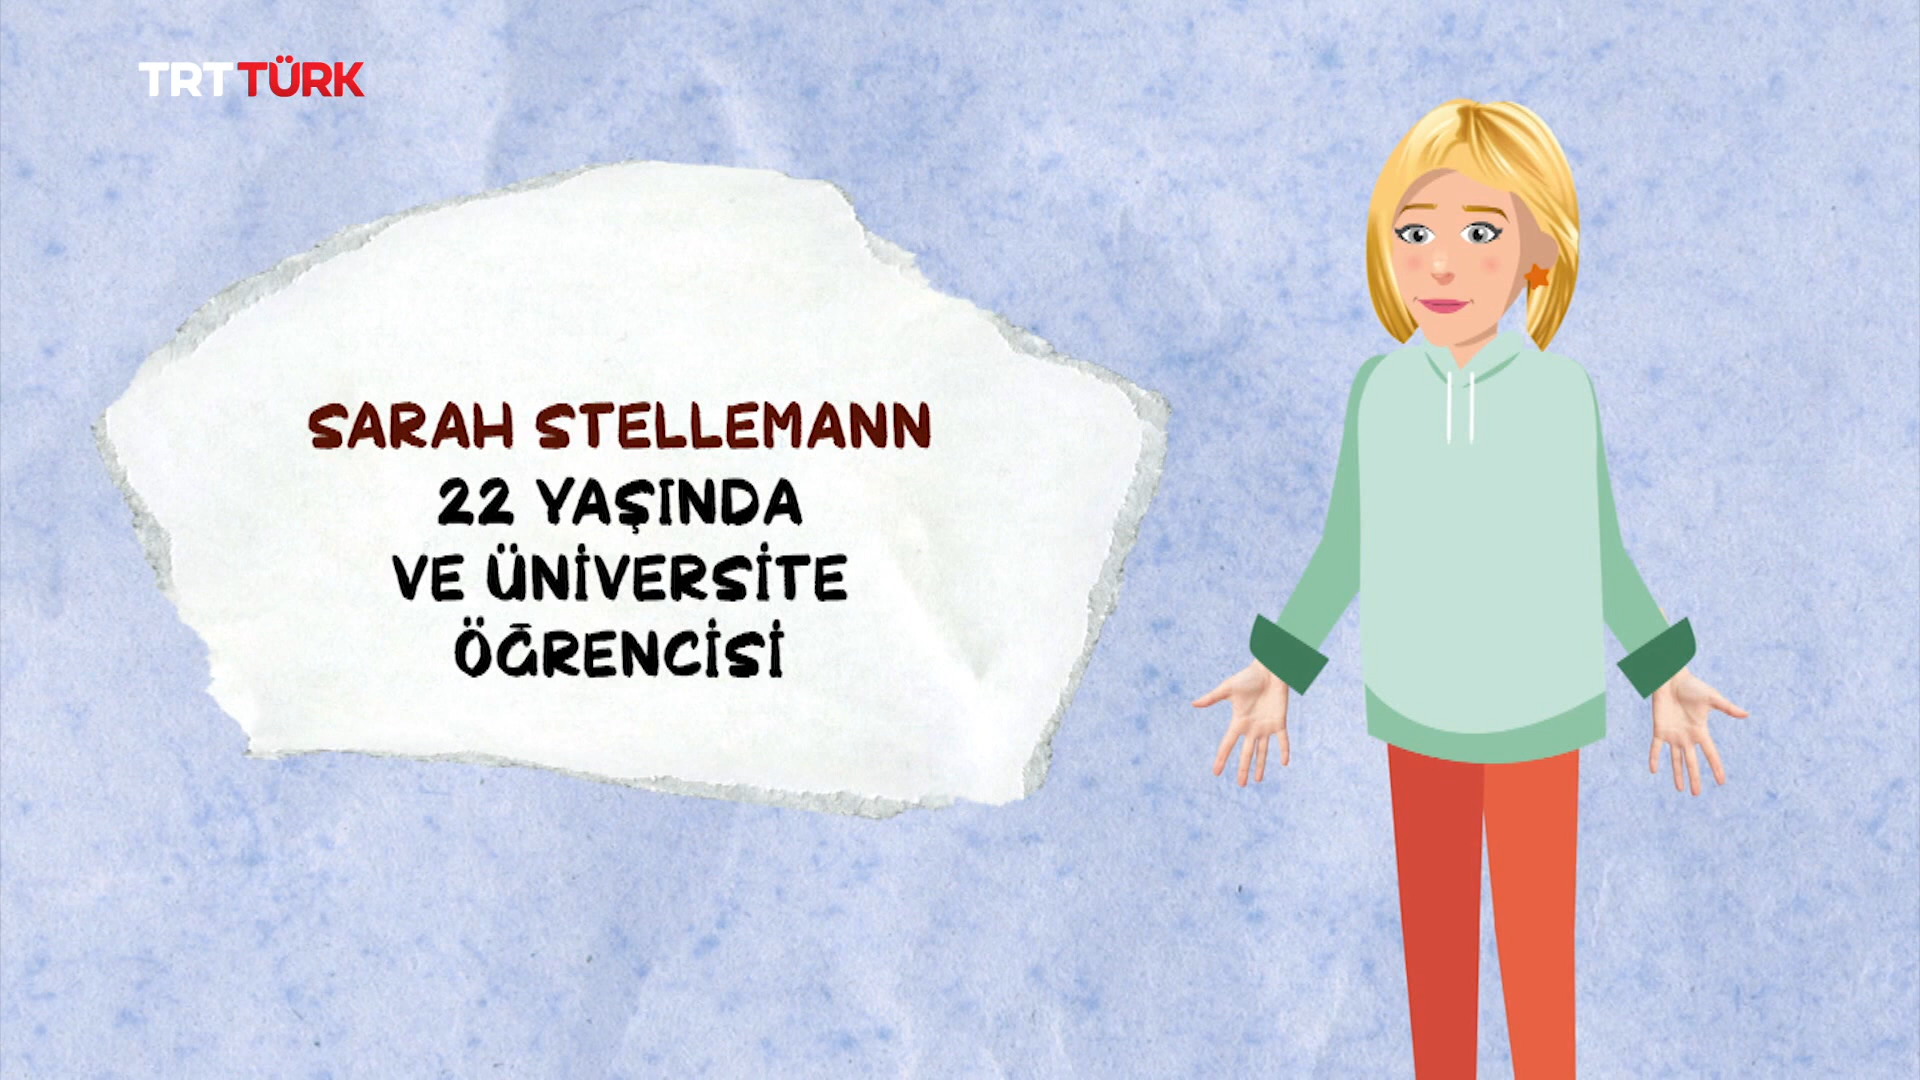 TRT TÜRK
SARAH STELLEMANN
22 YAŞINDA
VE ÜNİVERSİTE
ÖĞRENCİSİ